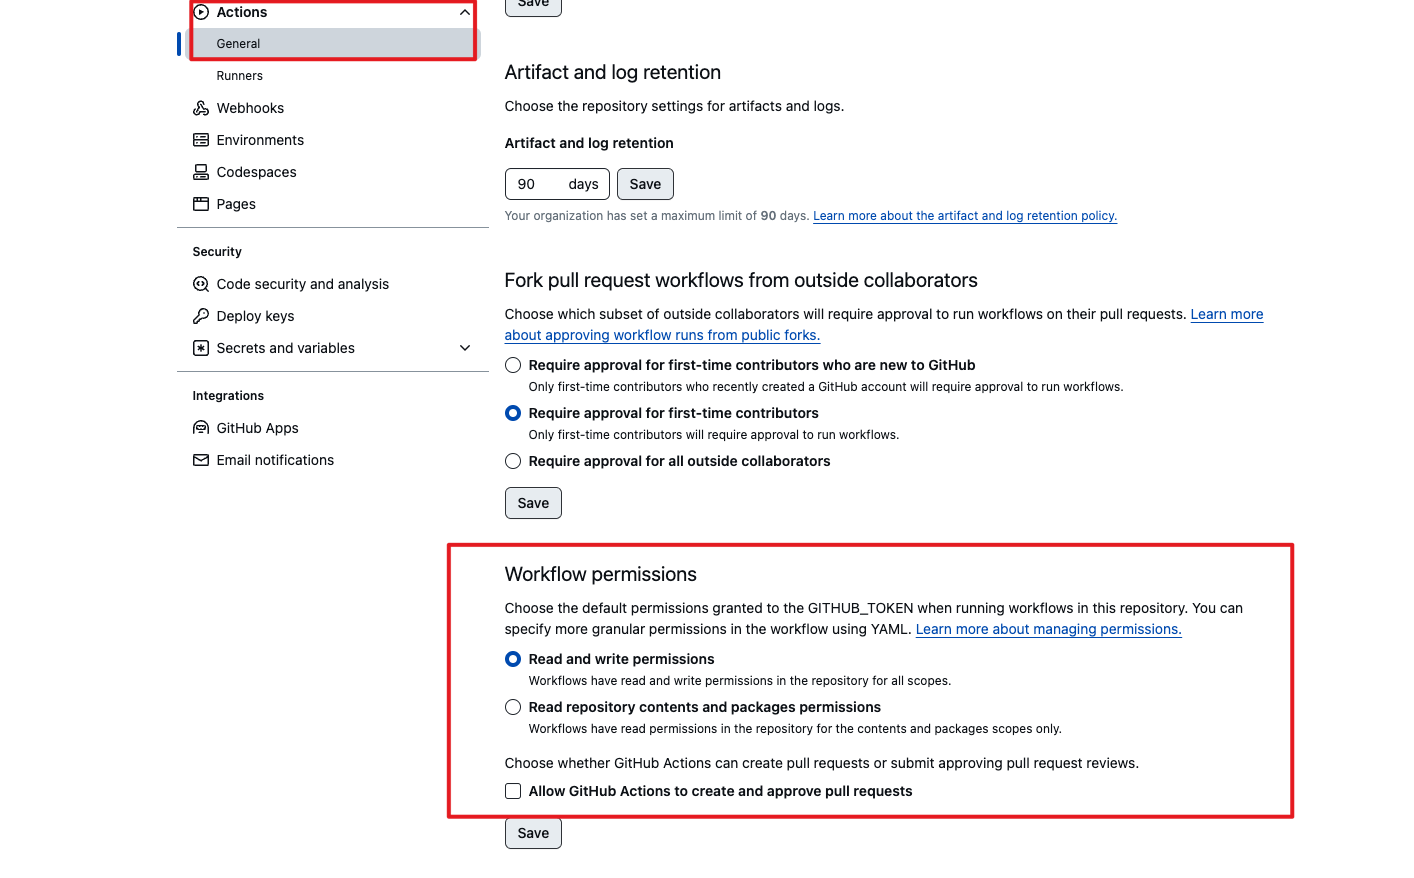 Actions
General
Runners
Webhooks
Environments
Codespaces
Pages
Security
Code security and analysis
Deploy keys
Secrets and variables
Integrations
GitHub Apps
Email notifications
Save
Artifact and log retention
Choose the repository settings for artifacts and logs.
Artifact and log retention
90 days Save
Your organization has set a maximum limit of 90 days. Learn more about the artifact and log retention policy.
Fork pull request workflows from outside collaborators
Choose which subset of outside collaborators will require approval to run workflows on their pull requests. Learn more
about approving workflow runs from public forks.
Require approval for first-time contributors who are new to GitHub
Only first-time contributors who recently created a GitHub account will require approval to run workflows.
Require approval for first-time contributors
Only first-time contributors will require approval to run workflows.
Require approval for all outside collaborators
Save
Workflow permissions
Choose the default permissions granted to the GITHUB_TOKEN when running workflows in this repository. You can
specify more granular permissions in the workflow using YAML. Learn more about managing permissions.
Read and write permissions
Workflows have read and write permissions in the repository for all scopes.
Read repository contents and packages permissions
Workflows have read permissions in the repository for the contents and packages scopes only.
Choose whether GitHub Actions can create pull requests or submit approving pull request reviews.
Allow GitHub Actions to create and approve pull requests
Save